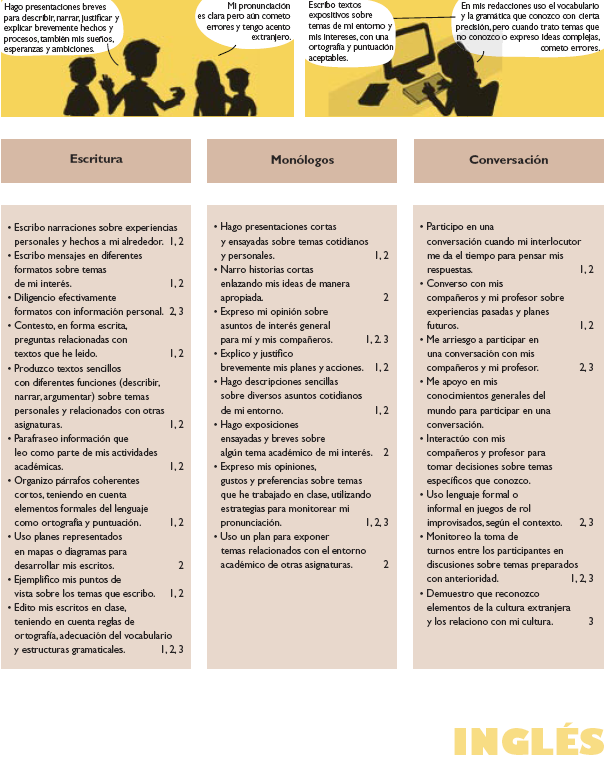 Hago presentaciones breves
para describir, narrar, justificar y
explicar brevemente hechos y
procesos, también mis sueños,
esperanzas y ambiciones.
Mi pronunciación
es clara pero aún cometo
errores y tengo acento
extranjero.
Escribo textos
expositivos sobre
temas de mi entorno y
mis intereses, con una
ortografía y puntuación
aceptables.
En mis redacciones uso el vocabulario
y la gramática que conozco con cierta
precisión, pero cuando trato temas que
no conozco o expreso ideas complejas,
cometo errores.
Escritura
• Escribo narraciones sobre experiencias
personales y hechos a mi alrededor. 1, 2
• Escribo mensajes en diferentes
formatos sobre temas
de mi interés. 1, 2
• Diligencio efectivamente
formatos con información personal. 2, 3
• Contesto, en forma escrita,
preguntas relacionadas con
textos que he leido. 1, 2
• Produzco textos sencillos
con diferentes funciones (describir,
narrar, argumentar) sobre temas
personales y relacionados con otras
asignaturas. 1, 2
• Parafraseo información que
leo como parte de mis actividades
académicas. 1, 2
• Organizo párrafos coherentes
cortos, teniendo en cuenta
elementos formales del lenguaje
como ortografía y puntuación. 1, 2
• Uso planes representados
en mapas o diagramas para
desarrollar mis escritos. 2
• Ejemplifico mis puntos de
vista sobre los temas que escribo. 1, 2
• Edito mis escritos en clase,
teniendo en cuenta reglas de
ortografía, adecuación del vocabulario
y estructuras gramaticales. 1, 2, 3
Monólogos
• Hago presentaciones cortas
y ensayadas sobre temas cotidianos
y personales. 1, 2
• Narro historias cortas
enlazando mis ideas de manera
apropiada. 2
• Expreso mi opinión sobre
asuntos de interés general
para mí y mis compañeros. 1, 2, 3
• Explico y justifico
brevemente mis planes y acciones. 1, 2
• Hago descripciones sencillas
sobre diversos asuntos cotidianos
de mi entorno. 1, 2
• Hago exposiciones
ensayadas y breves sobre
algún tema académico de mi interés. 2
• Expreso mis opiniones,
gustos y preferencias sobre temas
que he trabajado en clase, utilizando
estrategias para monitorear mi
pronunciación. 1, 2, 3
• Uso un plan para exponer
temas relacionados con el entorno
académico de otras asignaturas. 2
Conversación
• Participo en una
conversación cuando mi interlocutor
me da el tiempo para pensar mis
respuestas. 1, 2
• Converso con mis
compañeros y mi profesor sobre
experiencias pasadas y planes
futuros. 1, 2
• Me arriesgo a participar en
una conversación con mis
compañeros y mi profesor. 2, 3
• Me apoyo en mis
conocimientos generales del
mundo para participar en una
conversación.
• Interactúo con mis
compañeros y profesor para
tomar decisiones sobre temas
específicos que conozco.
• Uso lenguaje formal o
informal en juegos de rol
improvisados, según el contexto. 2, 3
• Monitoreo la toma de
turnos entre los participantes en
discusiones sobre temas preparados
con anterioridad. 1, 2, 3
• Demuestro que reconozco
elementos de la cultura extranjera
y los relaciono con mi cultura. 3
INGLÉS